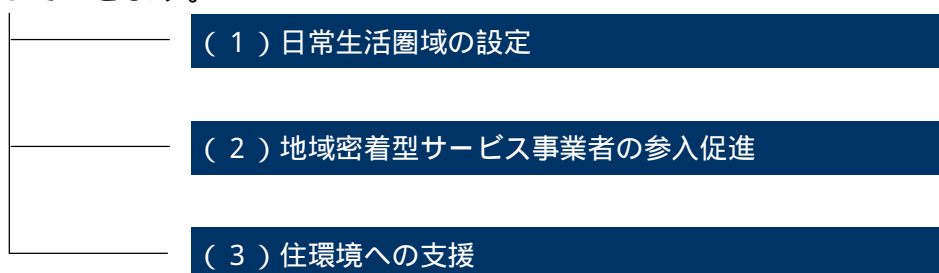 （１）日常生活圏域の設定
（２）地域密着型サービス事業者の参入促進
（３）住環境への支援